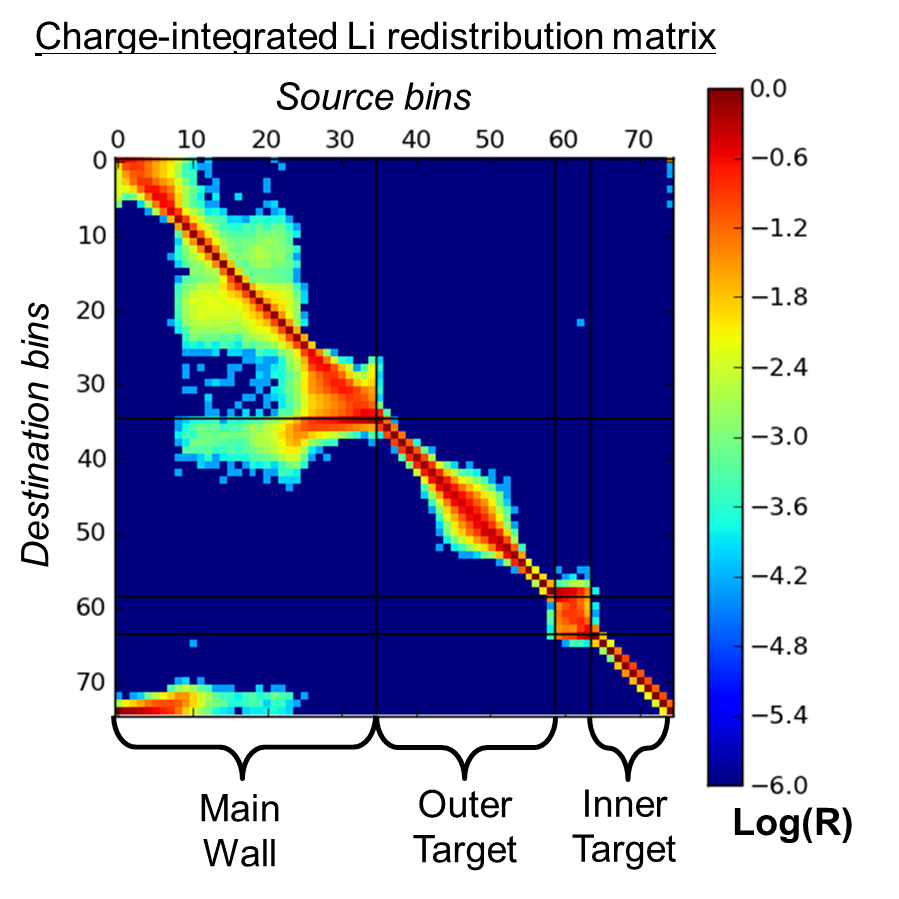 Charge-integrated Li redistribution matrix
Source bins
0 10 20 30 40 50 60 70
Destination bins
0
10
20
30
40
50
60
70
0.0
−0.6
−1.2
−1.8
−2.4
−3.0
−3.6
−4.2
−4.8
−5.4
−6.0
Log(R)
Main
Wall
Outer
Target
Inner
Target